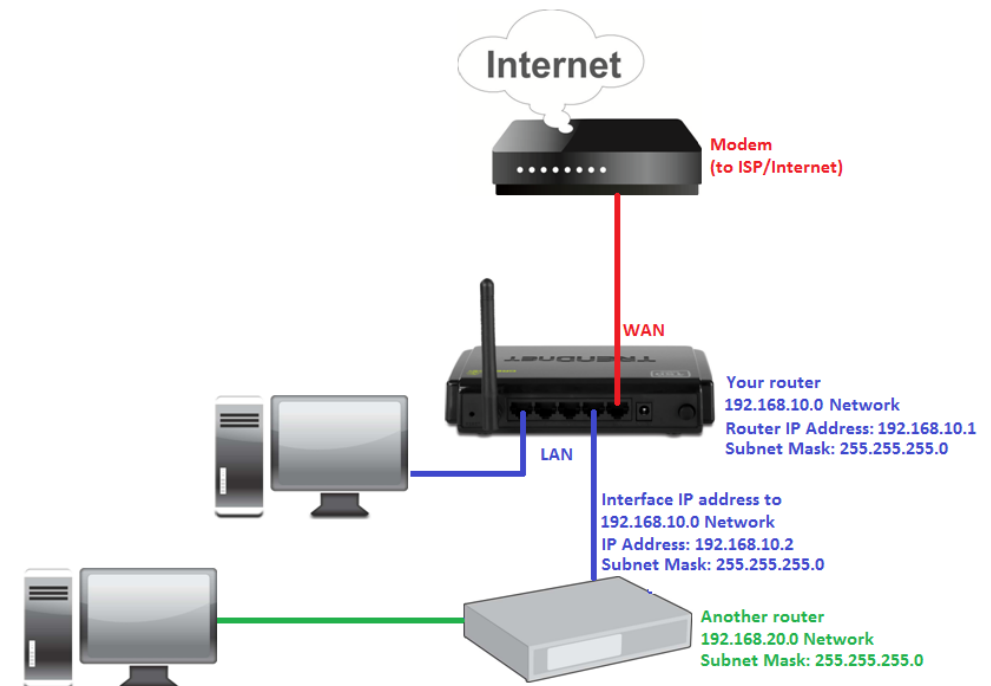 Internet
Modem
(to ISP/Internet)
WAN
TRENDnet
Your router
192.168.10.0 Network
Router IP Address: 192.168.10.1
Subnet Mask: 255.255.255.0
LAN
Interface IP address to
192.168.10.0 Network
IP Address: 192.168.10.2
Subnet Mask: 255.255.255.0
Another router
192.168.20.0 Network
Subnet Mask: 255.255.255.0